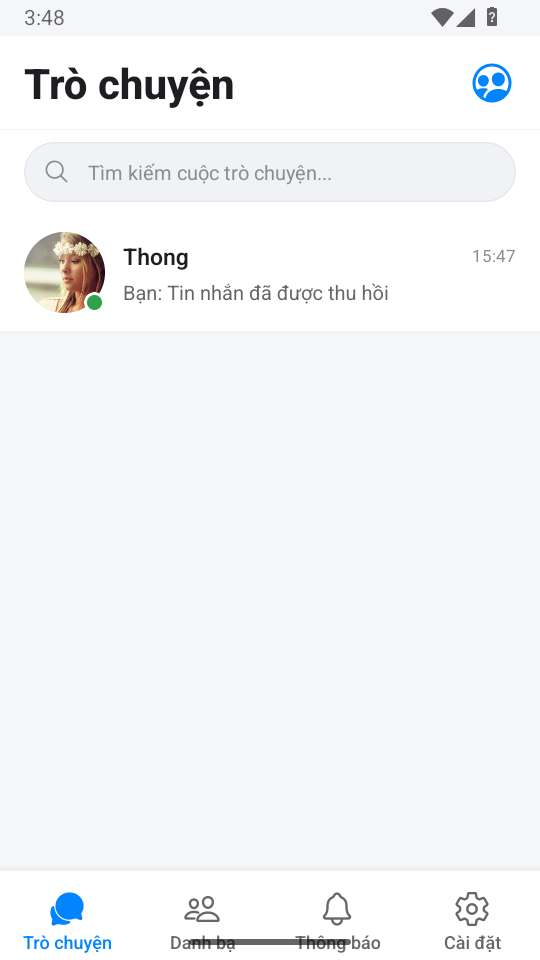 3:48
Trò chuyện
Tìm kiếm cuộc trò chuyện...
Thong 15:47
Bạn: Tin nhắn đã được thu hồi
Trò chuyện Danh bạ Thông báo Cài đặt